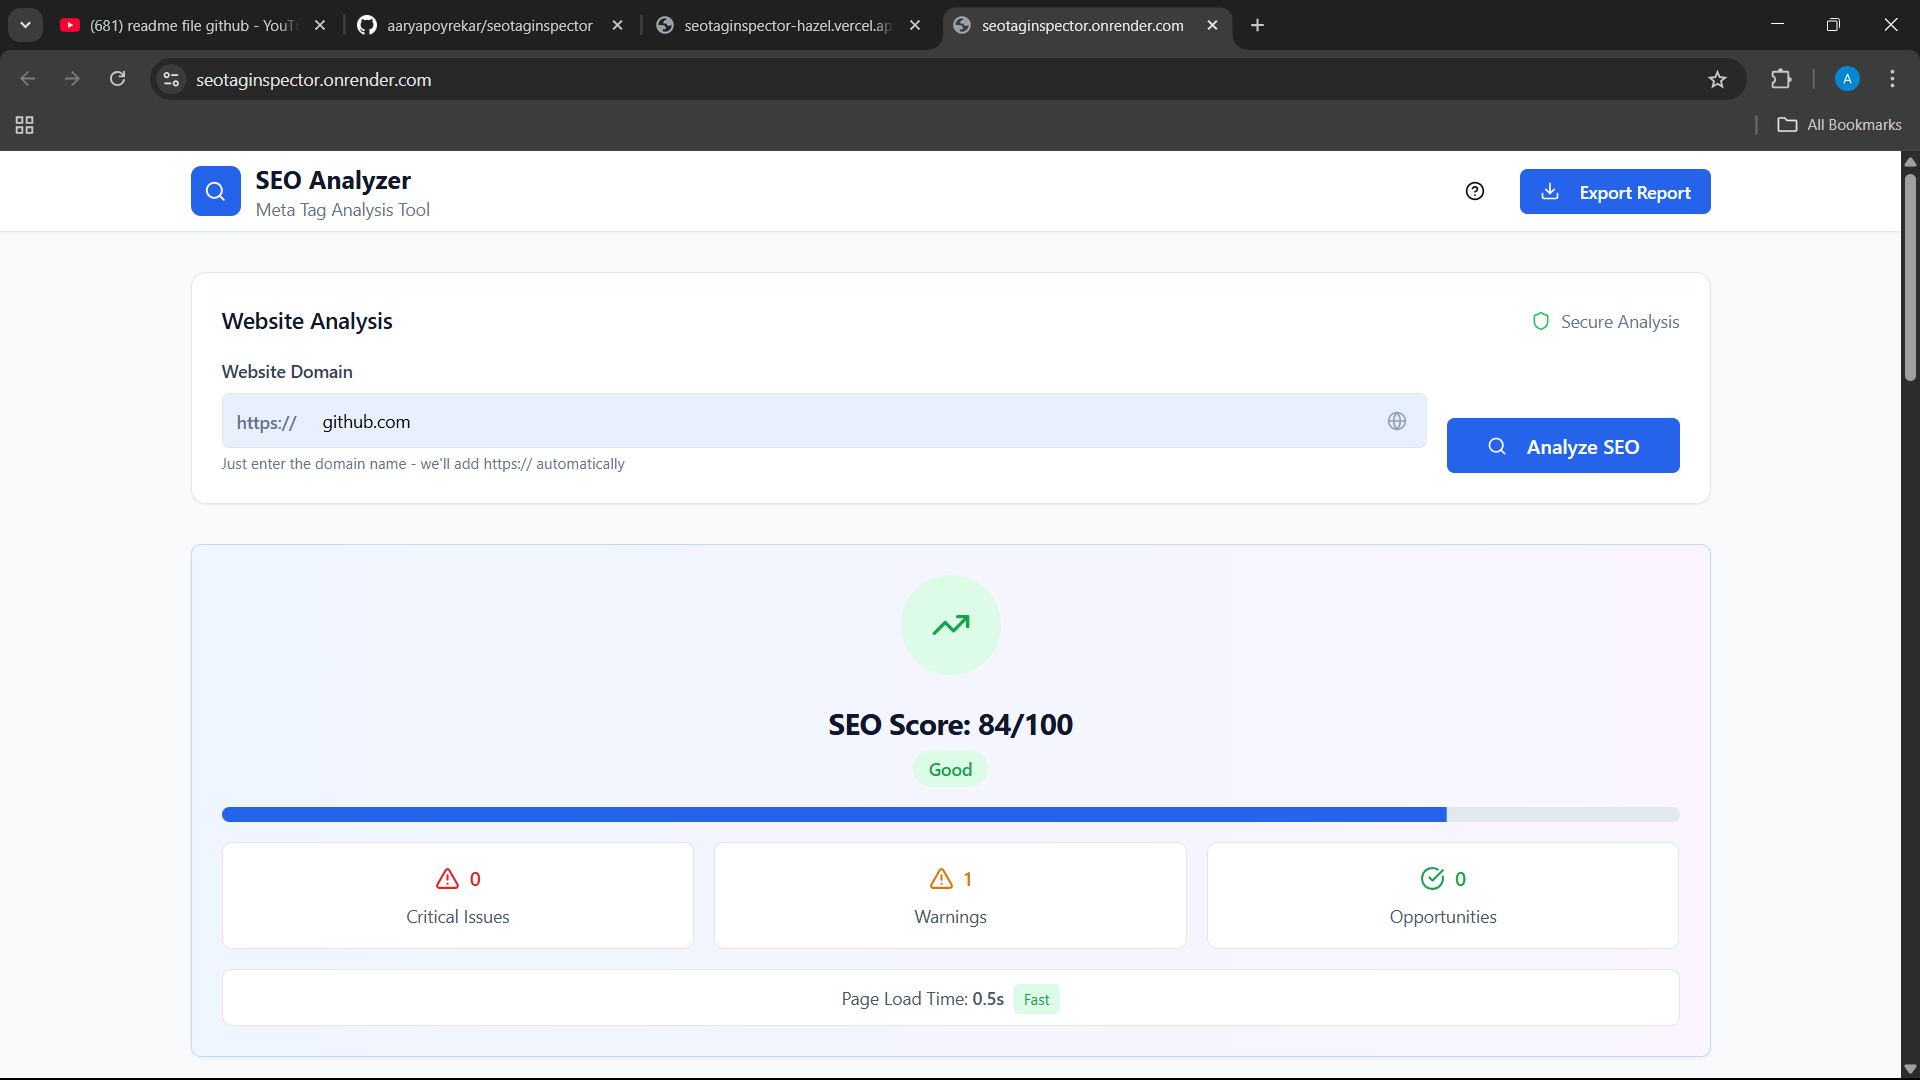 (681) readme file github - YouT
aaryapoyrekar/seotaginspector
seotaginspector-hazel.vercel.ap
seotaginspector.onrender.com
seotaginspector.onrender.com
A
All Bookmarks
SEO Analyzer
Meta Tag Analysis Tool
Export Report
Website Analysis
Secure Analysis
Website Domain
https:// github.com
Just enter the domain name - we'll add https:// automatically
Analyze SEO
SEO Score: 84/100
Good
0
Critical Issues
1
Warnings
0
Opportunities
Page Load Time: 0.5s Fast